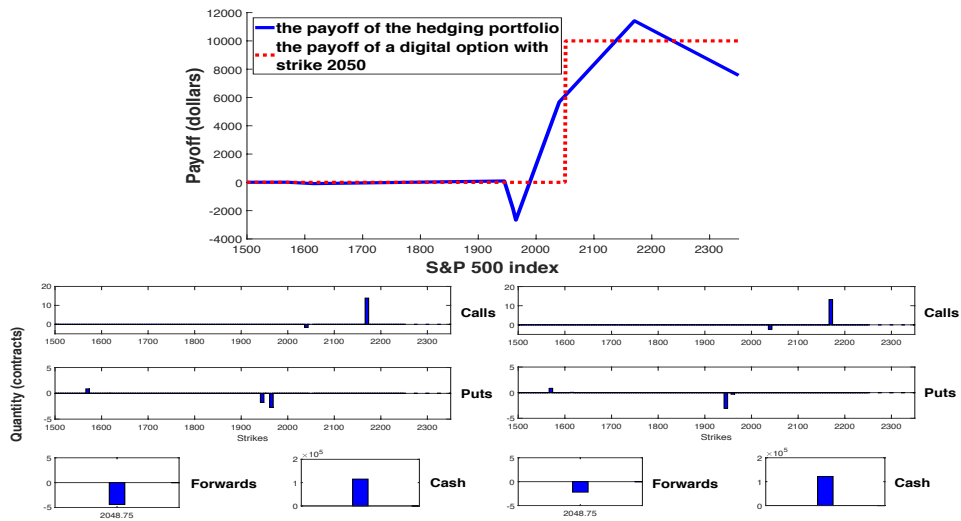 12000
10000
8000
6000
4000
2000
0
-2000
-4000
Payoff (dollars)
the payoff of the hedging portfolio
the payoff of a digital option with
strike 2050
1500 1600 1700 1800 1900 2000 2100 2200 2300
S&P 500 index
Quantity (contracts)
20
10
0
1500 1600 1700 1800 1900 2000 2100 2200 2300
Calls
20
10
0
1500 1600 1700 1800 1900 2000 2100 2200 2300
Calls
5
0
-5
1500 1600 1700 1800 1900 2000 2100 2200 2300
Strikes
Puts
5
0
-5
1500 1600 1700 1800 1900 2000 2100 2200 2300
Strikes
Puts
5
0
-5
2048.75
Forwards
×10⁵
2
1
0
Cash
5
0
-5
2048.75
Forwards
×10⁵
2
1
0
Cash